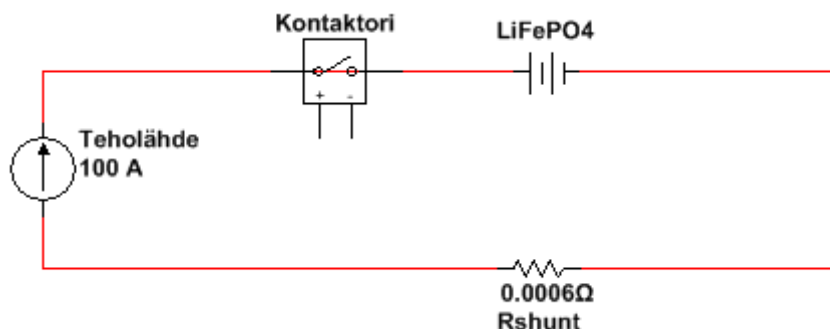 Kontaktori
LiFePO4
+ -
Teholähde
100 A
0.0006Ω
Rshunt